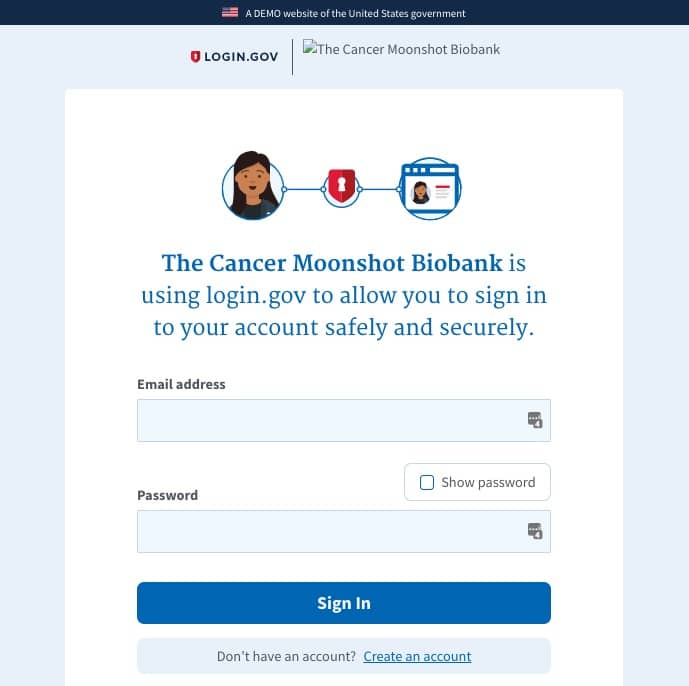 A DEMO website of the United States government
LOGIN.GOV
The Cancer Moonshot Biobank
The Cancer Moonshot Biobank is
using login.gov to allow you to sign in
to your account safely and securely.
Email address
Show password
Password
Sign In
Don't have an account? Create an account